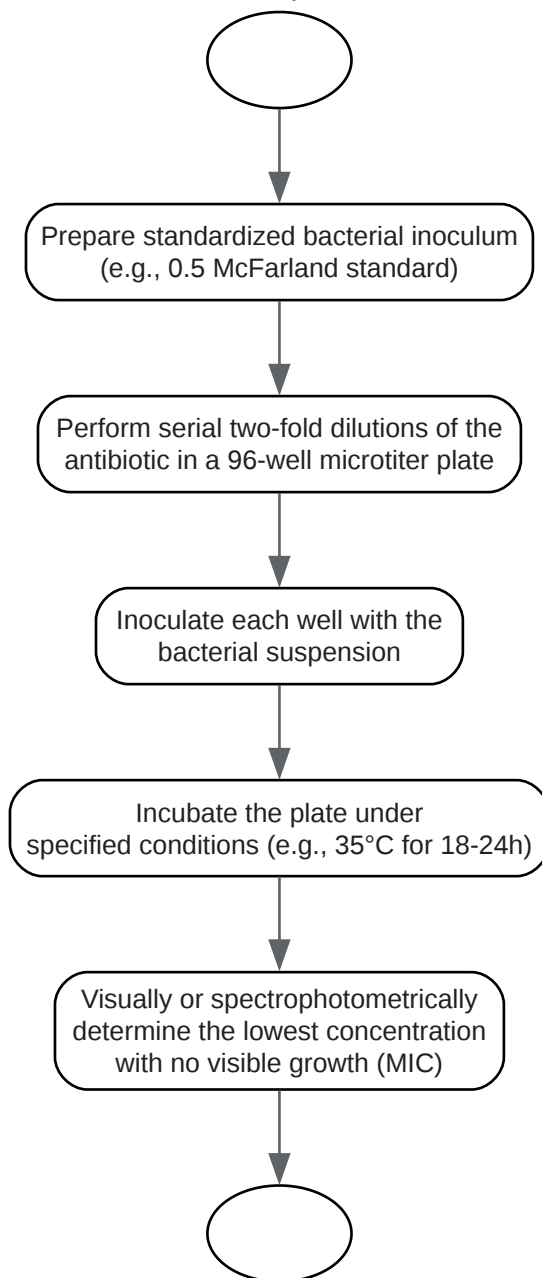 Prepare standardized bacterial inoculum
(e.g., 0.5 McFarland standard)
Perform serial two-fold dilutions of the
antibiotic in a 96-well microtiter plate
Inoculate each well with the
bacterial suspension
Incubate the plate under
specified conditions (e.g., 35°C for 18-24h)
Visually or spectrophotometrically
determine the lowest concentration
with no visible growth (MIC)